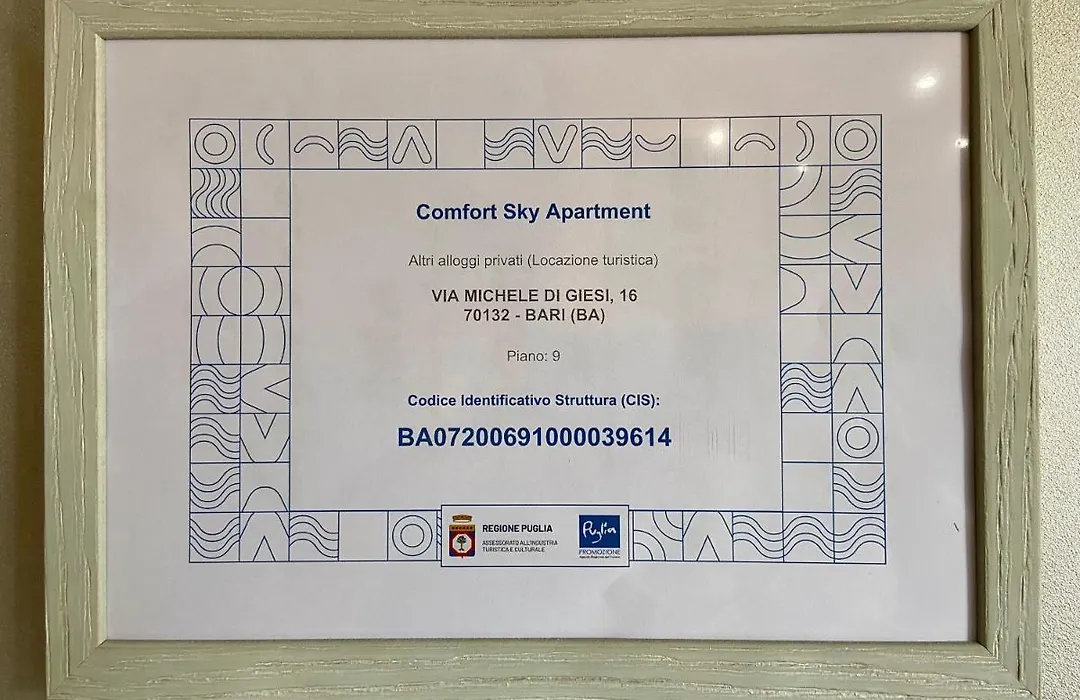 Comfort Sky Apartment
Altri alloggi privati (Locazione turistica)
VIA MICHELE DI GIESI, 16
70132 - BARI (BA)
Piano: 9
Codice Identificativo Struttura (CIS):
BA07200691000039614
REGIONE PUGLIA
ASSESSORATO ALL'INDUSTRIA
TURISTICA E CULTURALE
Puglia
PROMOZIONE